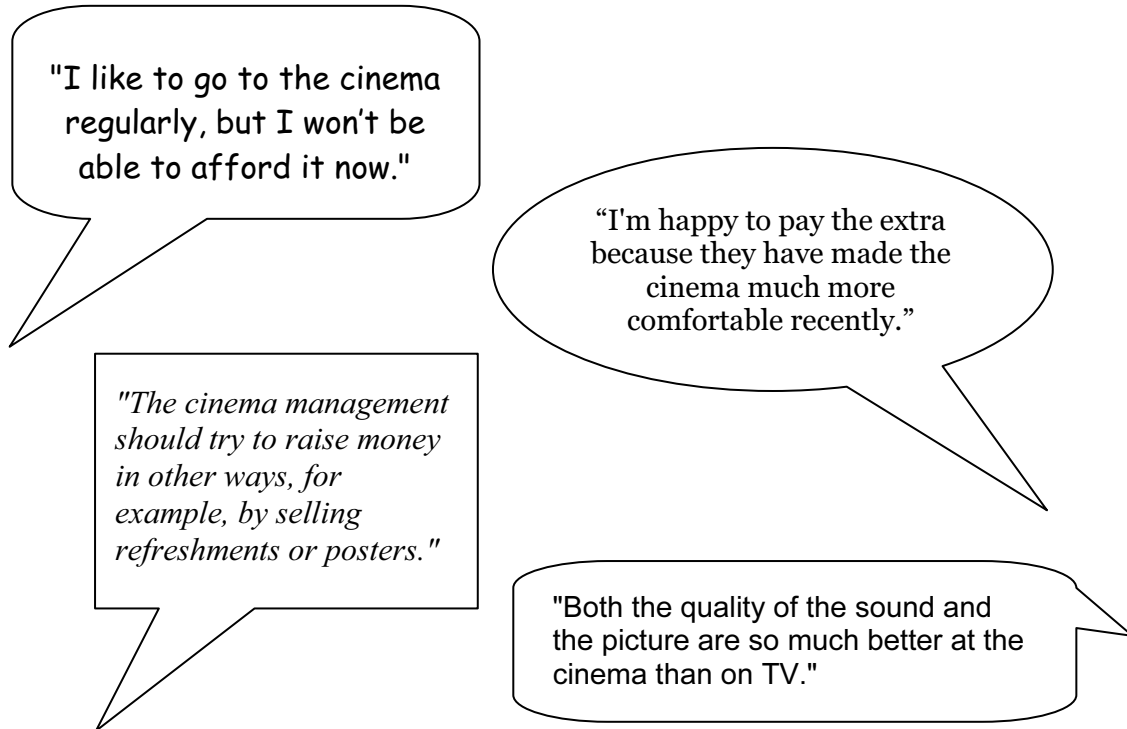 "I like to go to the cinema
regularly, but I won't be
able to afford it now."
“I'm happy to pay the extra
because they have made the
cinema much more
comfortable recently.”
"The cinema management
should try to raise money
in other ways, for
example, by selling
refreshments or posters."
"Both the quality of the sound and
the picture are so much better at the
cinema than on TV."